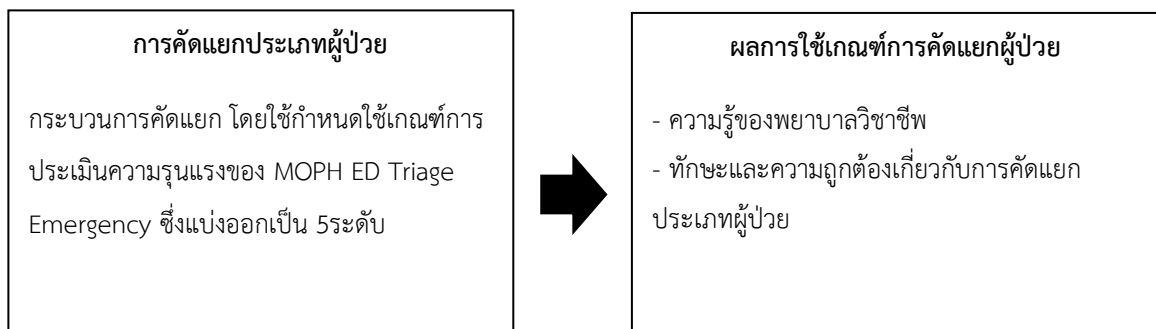 การคัดแยกประเภทผู้ป่วย
กระบวนการคัดแยก โดยใช้กำหนดใช้เกณฑ์การ
ประเมินความรุนแรงของ MOPH ED Triage
Emergency ซึ่งแบ่งออกเป็น 5ระดับ
ผลการใช้เกณฑ์การคัดแยกผู้ป่วย
- ความรู้ของพยาบาลวิชาชีพ
- ทักษะและความถูกต้องเกี่ยวกับการคัดแยก
ประเภทผู้ป่วย